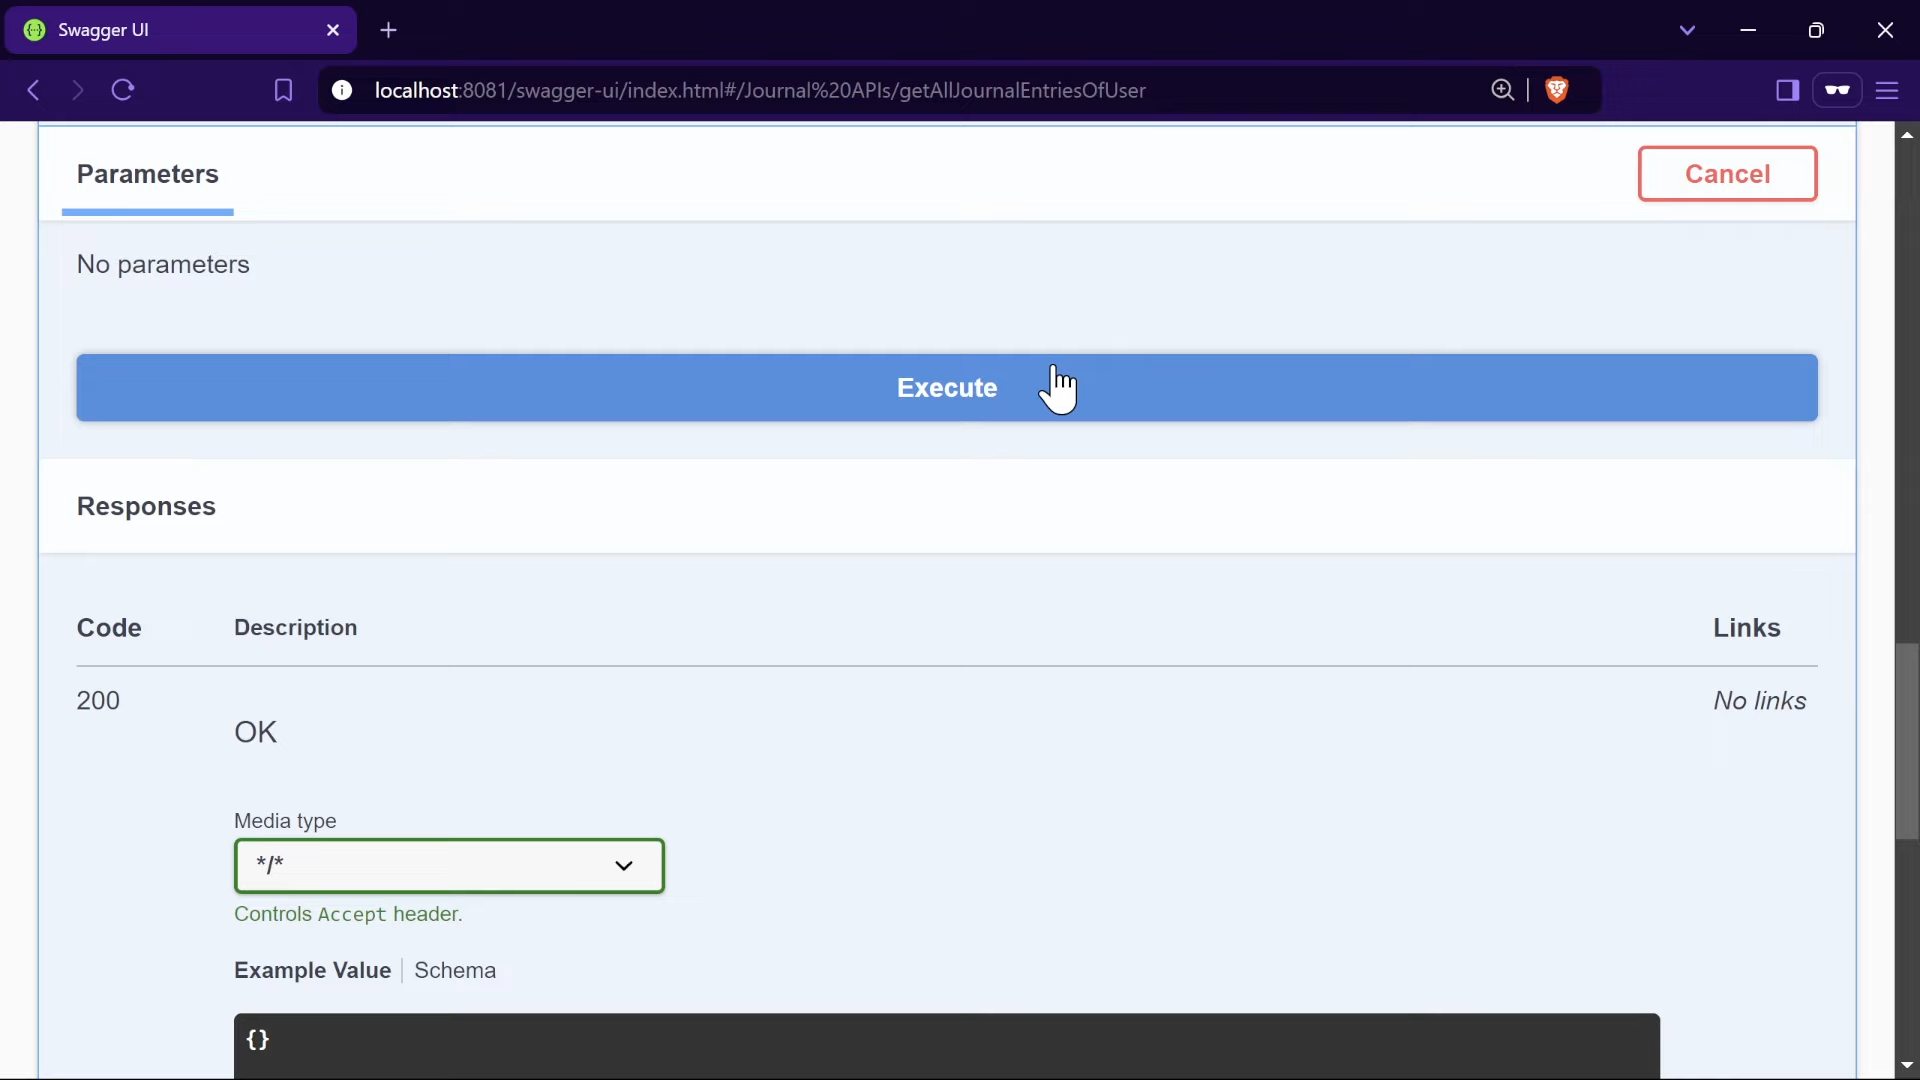 Swagger UI
localhost:8081/swagger-ui/index.html#/Journal%20APIs/getAllJournalEntriesOfUser
Parameters
Cancel
No parameters
Execute
Responses
Code Description Links
200 No links
OK
Media type
*/*
Controls Accept header.
Example Value Schema
{}